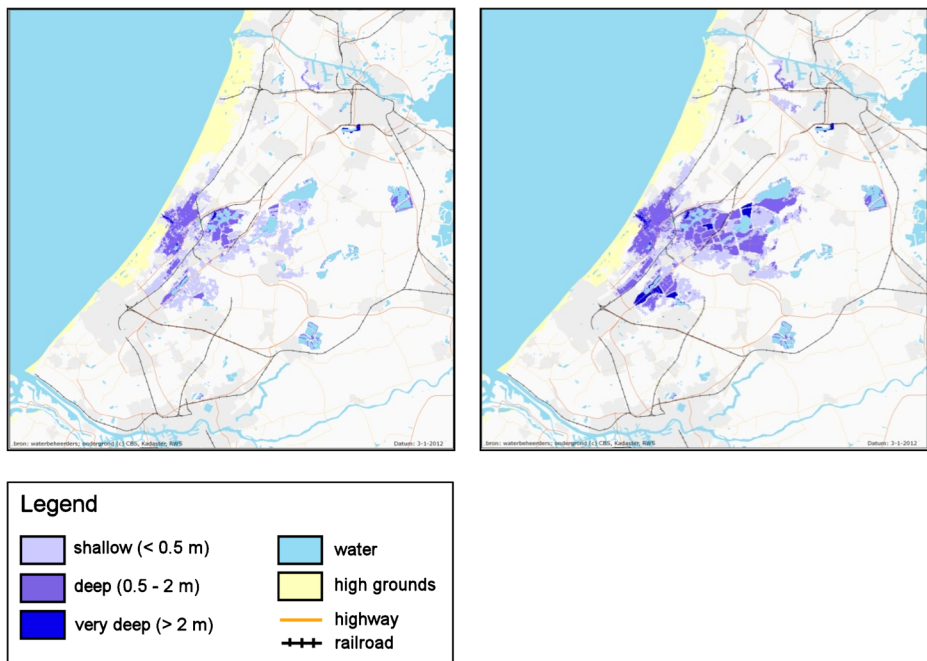 bron: waterbeheerders; ondergrond (c) CBS, Kadaster, RWS
Datum: 3-1-2012
bron: waterbeheerders; ondergrond (c) CBS, Kadaster, RWS
Datum: 3-1-2012
Legend
shallow (< 0.5 m)
water
deep (0.5 - 2 m)
high grounds
very deep (> 2 m)
highway
railroad